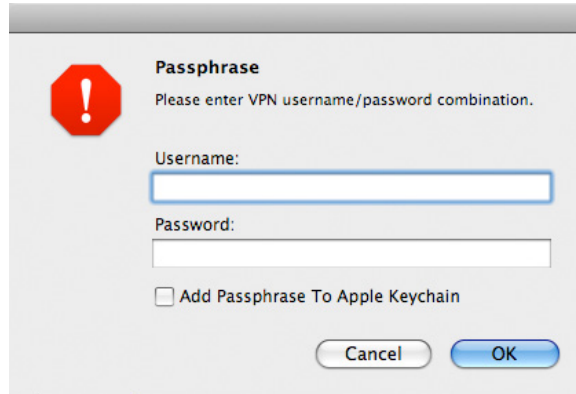 Passphrase
Please enter VPN username/password combination.
Username:
Password:
Add Passphrase To Apple Keychain
Cancel OK